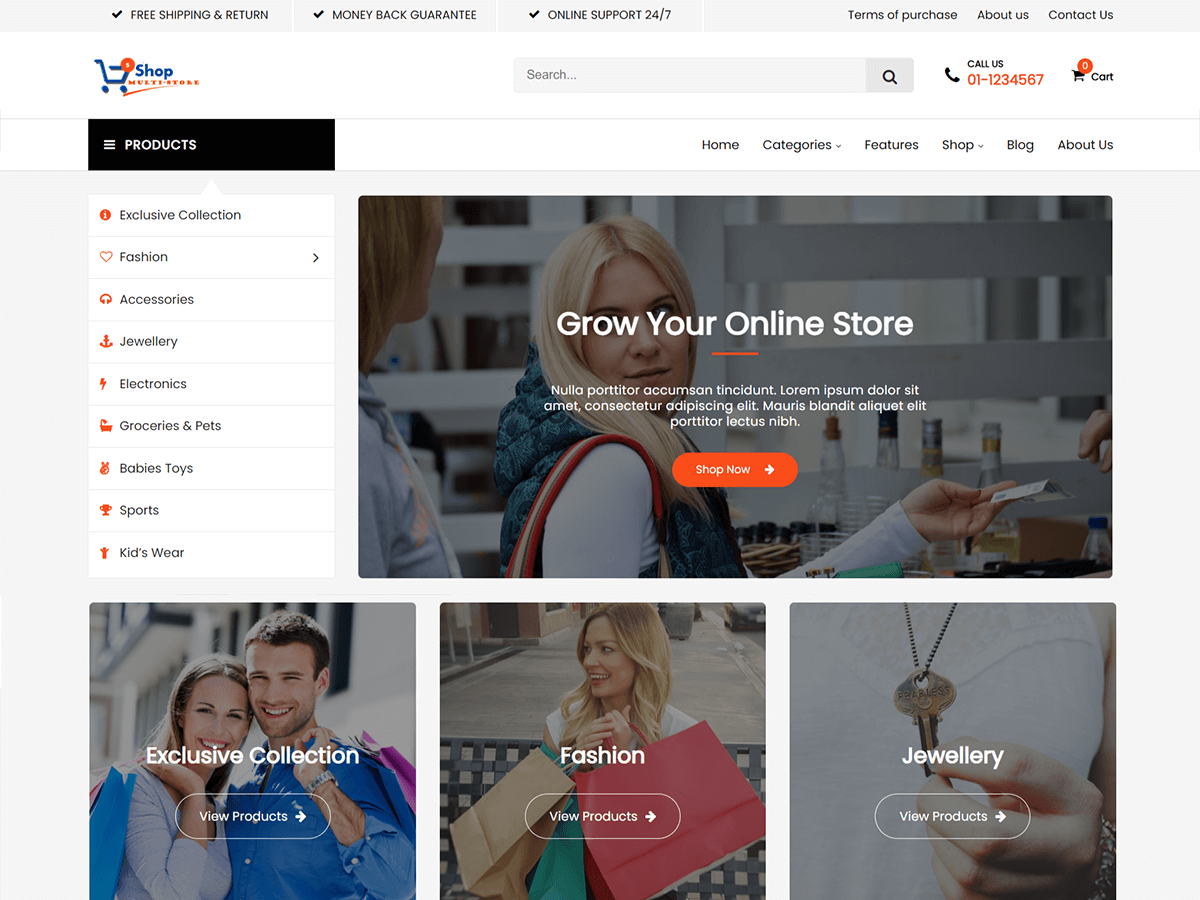 FREE SHIPPING & RETURN
MONEY BACK GUARANTEE
ONLINE SUPPORT 24/7
Terms of purchase
About us
Contact Us
$
Shop
MULTI-STORE
Search...
CALL US
01-1234567
0
Cart
PRODUCTS
Home
Categories
Features
Shop
Blog
About Us
Exclusive Collection
Fashion
Accessories
Jewellery
Electronics
Groceries & Pets
Babies Toys
Sports
Kid’s Wear
Grow Your Online Store
Nulla porttitor accumsan tincidunt. Lorem ipsum dolor sit
amet, consectetur adipiscing elit. Mauris blandit aliquet elit
porttitor lectus nibh.
Shop Now
Exclusive Collection
View Products
Fashion
View Products
FEARLESS
Jewellery
View Products